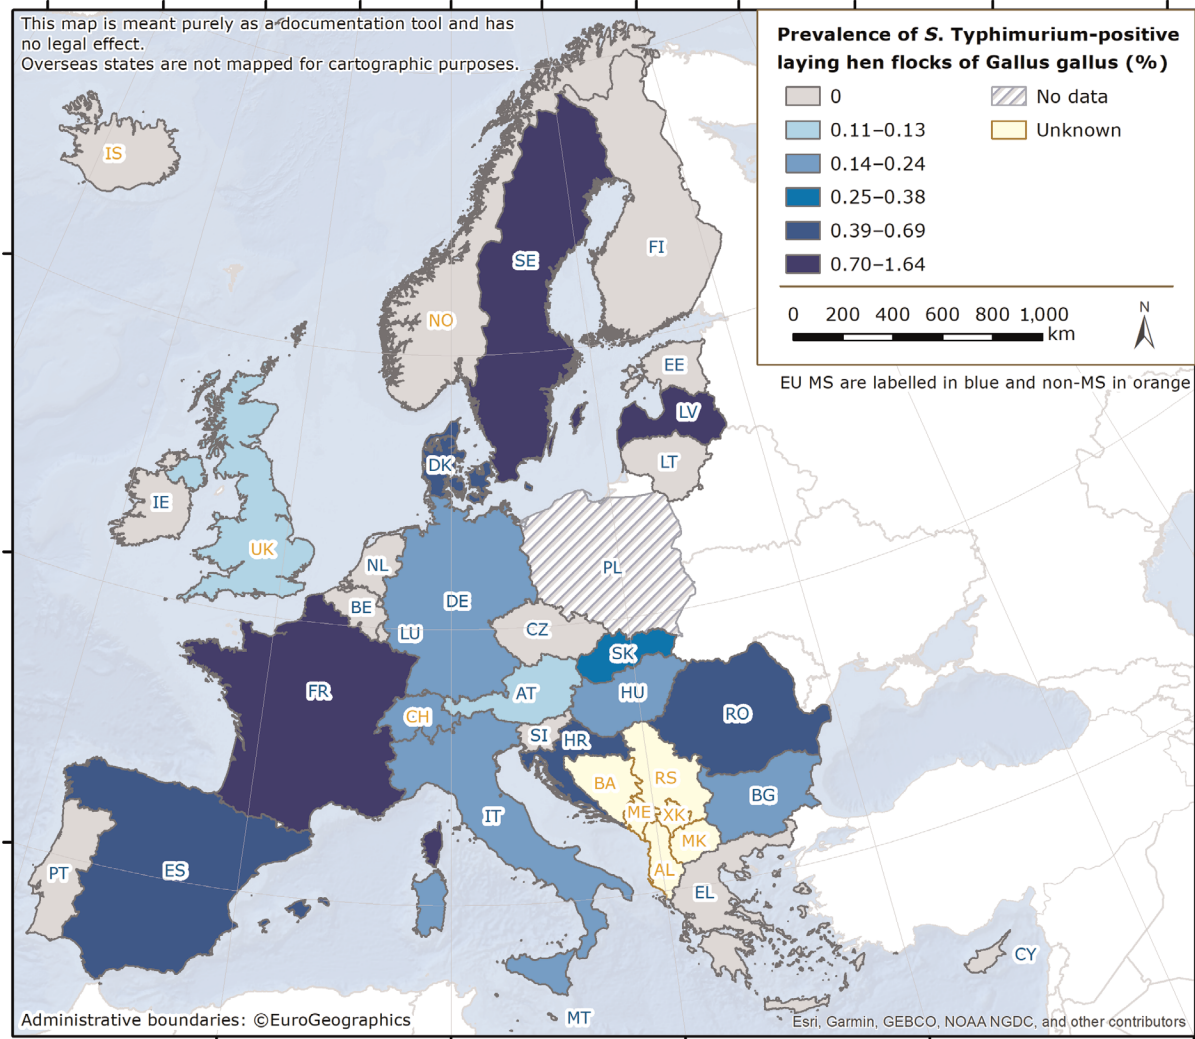 This map is meant purely as a documentation tool and has
no legal effect.
Overseas states are not mapped for cartographic purposes.
Prevalence of S. Typhimurium-positive
laying hen flocks of Gallus gallus (%)
0
No data
0.11–0.13
Unknown
0.14–0.24
0.25–0.38
0.39–0.69
0.70–1.64
0 200 400 600 800 1,000
km
N
EU MS are labelled in blue and non-MS in orange
IS
SE
FI
NO
EE
LV
DK
LT
IE
UK
NL
PL
BE
DE
LU
CZ
SK
FR
AT
HU
CH
RO
SI
HR
BA
RS
BG
IT
ME
XK
MK
PT
ES
AL
EL
CY
MT
Administrative boundaries: ©EuroGeographics
Esri, Garmin, GEBCO, NOAA NGDC, and other contributors